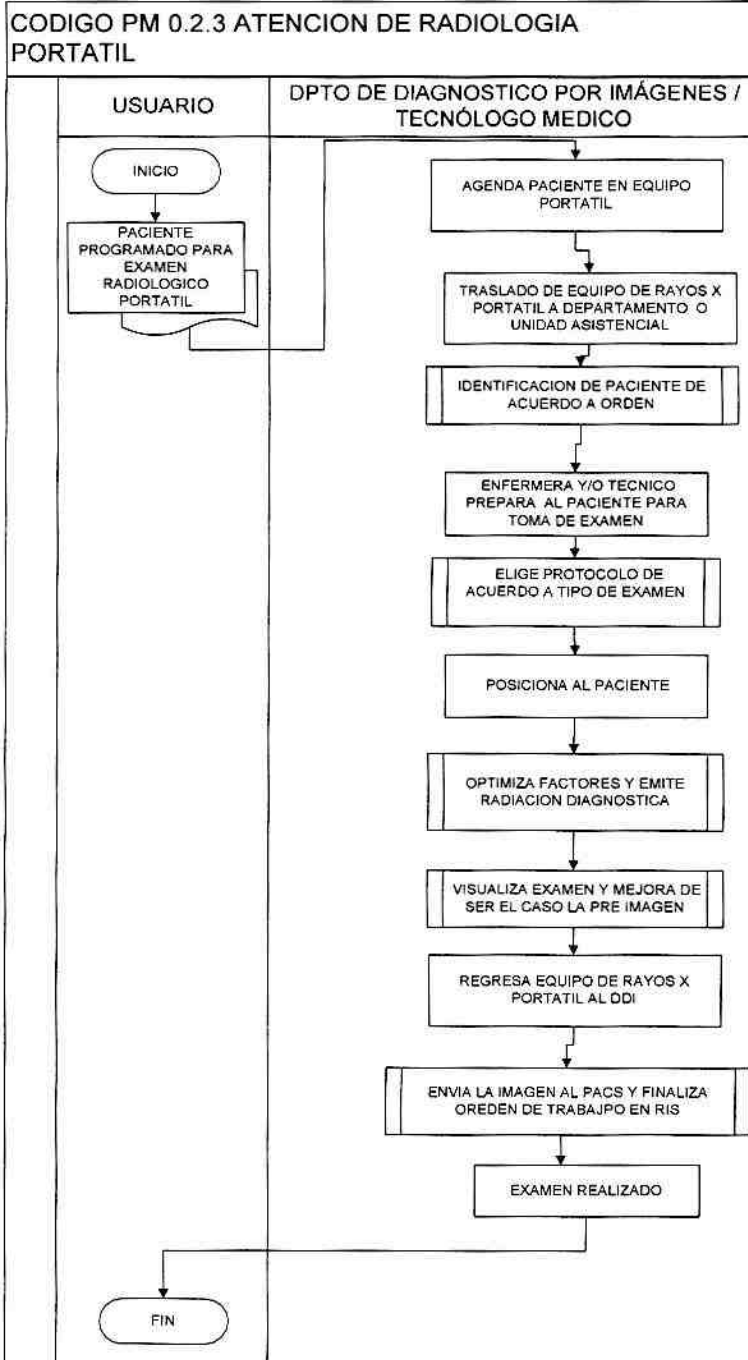 CODIGO PM 0.2.3 ATENCION DE RADIOLOGIA
PORTATIL
USUARIO
DPTO DE DIAGNOSTICO POR IMÁGENES /
TECNÓLOGO MEDICO
INICIO
PACIENTE
PROGRAMADO PARA
EXAMEN
RADIOLOGICO
PORTATIL
AGENDA PACIENTE EN EQUIPO
PORTATIL
TRASLADO DE EQUIPO DE RAYOS X
PORTATIL A DEPARTAMENTO O
UNIDAD ASISTENCIAL
IDENTIFICACION DE PACIENTE DE
ACUERDO A ORDEN
ENFERMERA Y/O TECNICO
PREPARA AL PACIENTE PARA
TOMA DE EXAMEN
ELIGE PROTOCOLO DE
ACUERDO A TIPO DE EXAMEN
POSICIONA AL PACIENTE
OPTIMIZA FACTORES Y EMITE
RADIACION DIAGNOSTICA
VISUALIZA EXAMEN Y MEJORA DE
SER EL CASO LA PRE IMAGEN
REGRESA EQUIPO DE RAYOS X
PORTATIL AL DDI
ENVIA LA IMAGEN AL PACS Y FINALIZA
OREDEN DE TRABAJPO EN RIS
EXAMEN REALIZADO
FIN